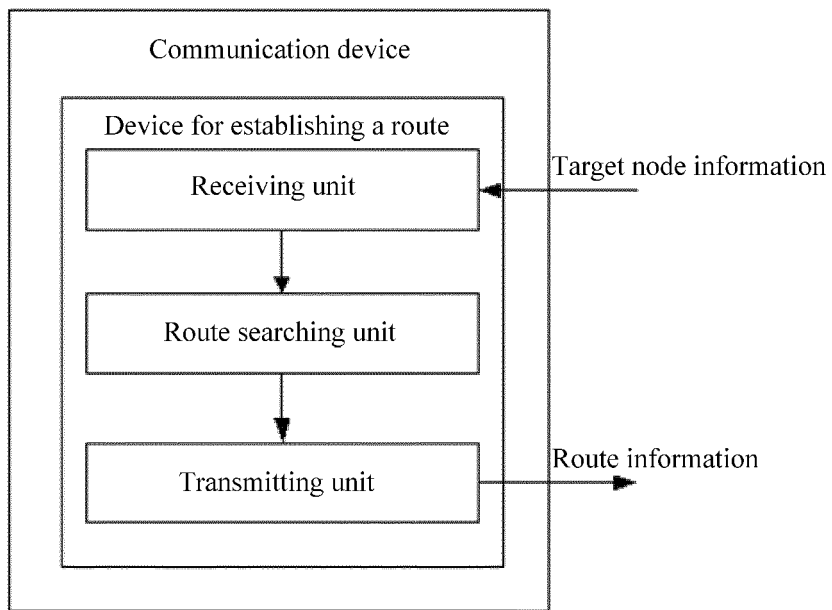 Communication device
Device for establishing a route
Receiving unit
Target node information
Route searching unit
Transmitting unit
Route information